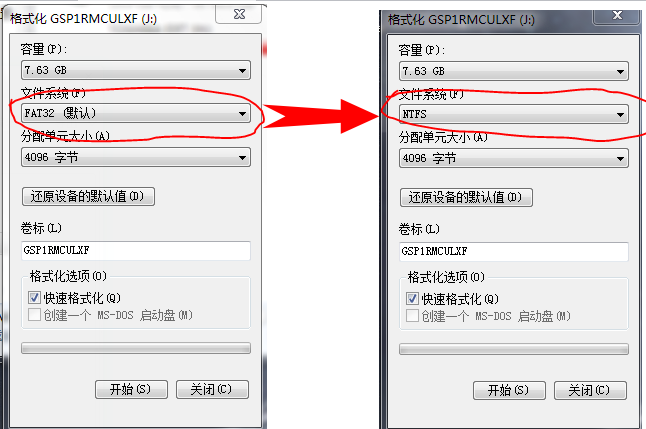 格式化 GSP1RMCULXF (J:)
容量(P):
7.63 GB
文件系统(F)
FAT32 (默认)
分配单元大小(A)
4096 字节
还原设备的默认值(D)
卷标(L)
GSP1RMCULXF
格式化选项(O)
快速格式化(Q)
创建一个 MS-DOS 启动盘(M)
开始(S)
关闭(C)
格式化 GSP1RMCULXF (J:)
容量(P):
7.63 GB
文件系统(F)
NTFS
分配单元大小(A)
4096 字节
还原设备的默认值(D)
卷标(L)
GSP1RMCULXF
格式化选项(O)
快速格式化(Q)
创建一个 MS-DOS 启动盘(M)
开始(S)
关闭(C)